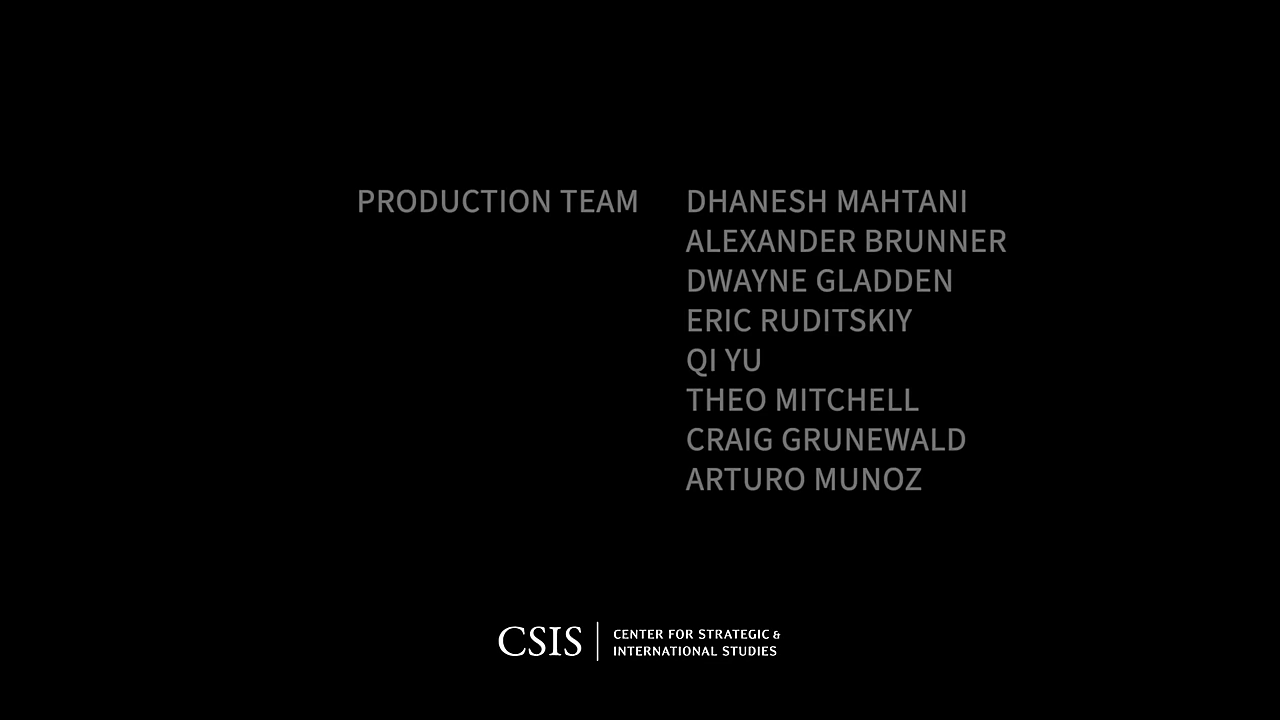 PRODUCTION TEAM
DHANESH MAHTANI
ALEXANDER BRUNNER
DWAYNE GLADDEN
ERIC RUDITSKIY
QI YU
THEO MITCHELL
CRAIG GRUNEWALD
ARTURO MUNOZ
CSIS
CENTER FOR STRATEGIC &
INTERNATIONAL STUDIES